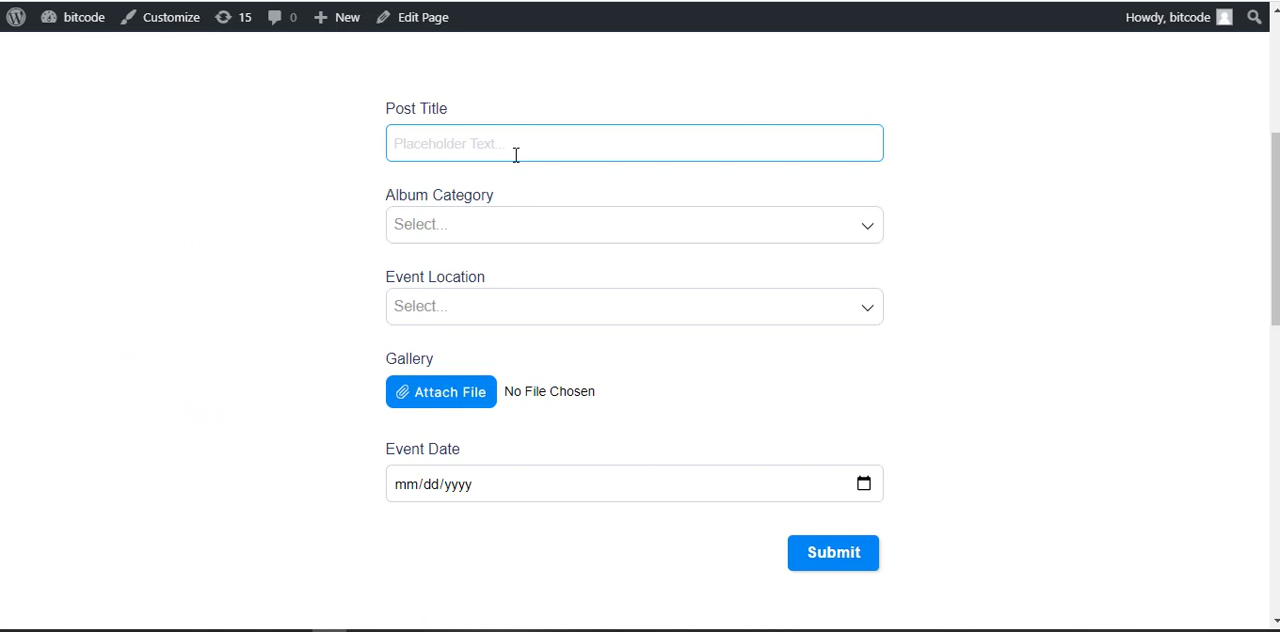 bitcode Customize 15 0 New Edit Page Howdy, bitcode
Post Title
Placeholder Text...
Album Category
Select...
Event Location
Select...
Gallery
Attach File No File Chosen
Event Date
mm/dd/yyyy
Submit